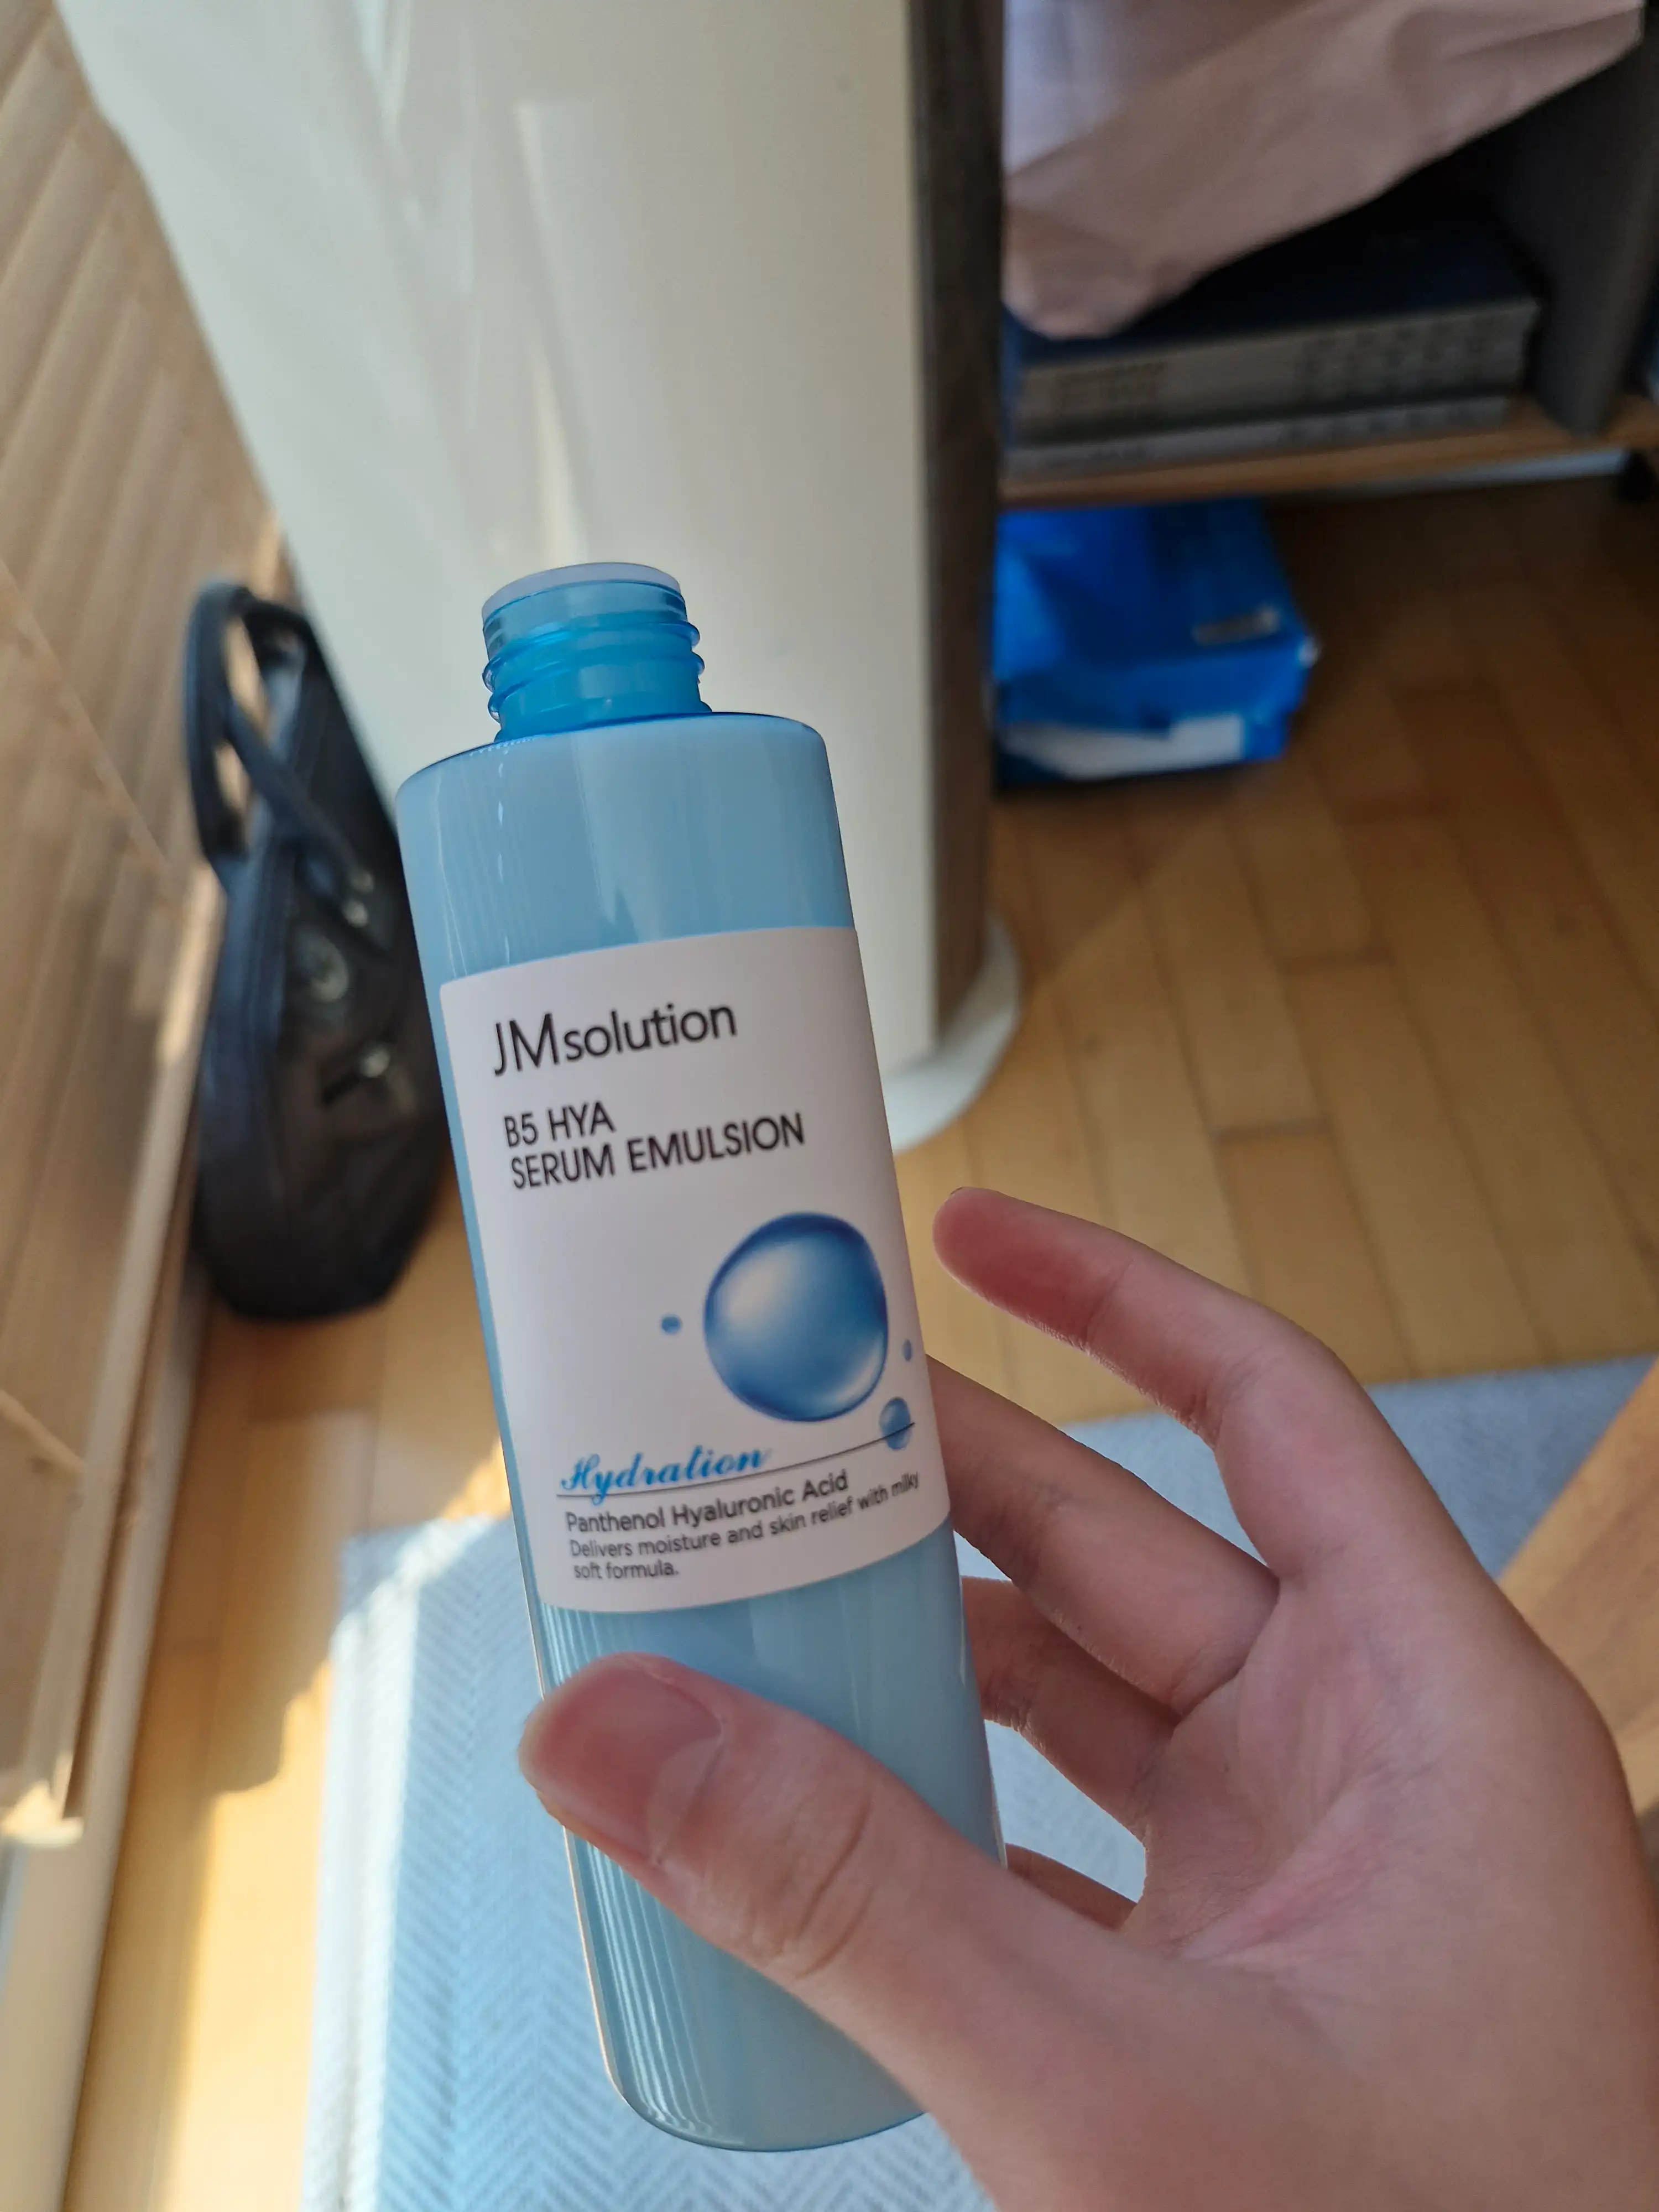 JMsolution
B5 HYA
SERUM EMULSION
Hydration
Panthenol Hyaluronic Acid
Delivers moisture and skin relief with milky
soft formula.